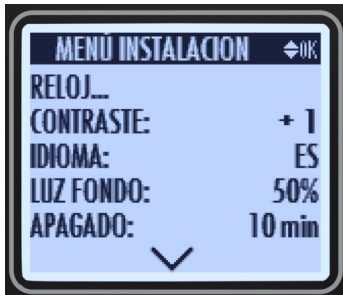 MENÚ INSTALACION OK
RELOJ...
CONTRASTE: + 1
IDIOMA: ES
LUZ FONDO: 50%
APAGADO: 10 min